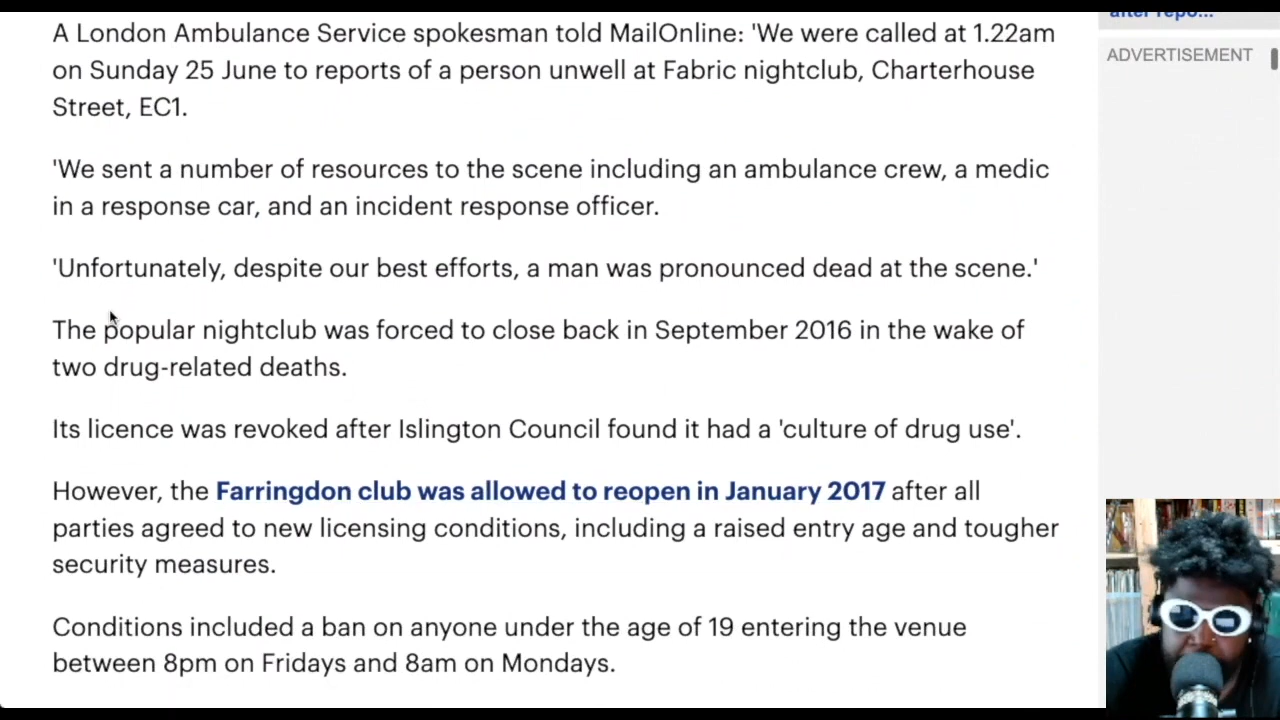 after repo...
ADVERTISEMENT
A London Ambulance Service spokesman told MailOnline: 'We were called at 1.22am
on Sunday 25 June to reports of a person unwell at Fabric nightclub, Charterhouse
Street, EC1.
'We sent a number of resources to the scene including an ambulance crew, a medic
in a response car, and an incident response officer.
'Unfortunately, despite our best efforts, a man was pronounced dead at the scene.'
The popular nightclub was forced to close back in September 2016 in the wake of
two drug-related deaths.
Its licence was revoked after Islington Council found it had a 'culture of drug use'.
However, the Farringdon club was allowed to reopen in January 2017 after all
parties agreed to new licensing conditions, including a raised entry age and tougher
security measures.
Conditions included a ban on anyone under the age of 19 entering the venue
between 8pm on Fridays and 8am on Mondays.